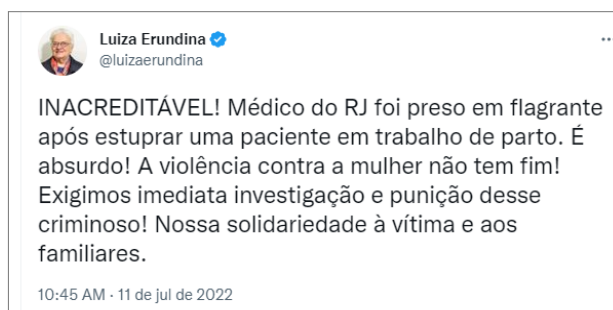 Luiza Erundina
@luizaerundina
INACREDITÁVEL! Médico do RJ foi preso em flagrante
após estuprar uma paciente em trabalho de parto. É
absurdo! A violência contra a mulher não tem fim!
Exigimos imediata investigação e punição desse
criminoso! Nossa solidariedade à vítima e aos
familiares.
10:45 AM · 11 de jul de 2022